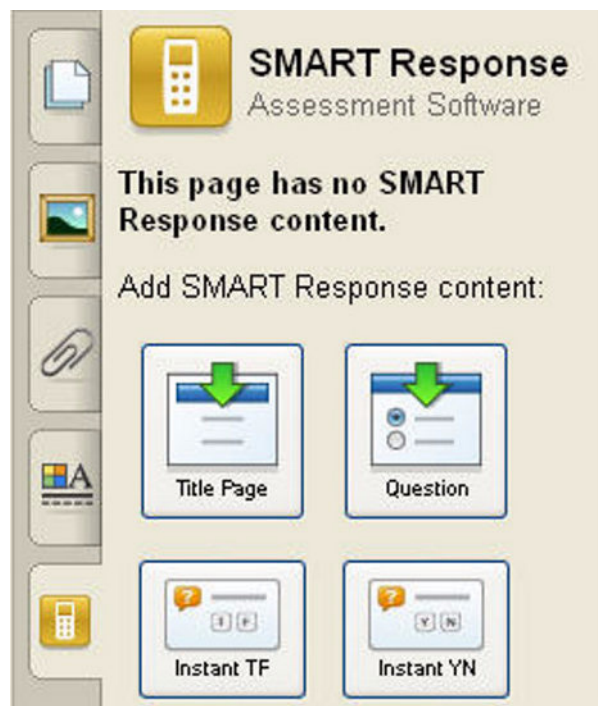 SMART Response
Assessment Software
This page has no SMART
Response content.
Add SMART Response content:
A
Title Page
Question
? T F
? Y N
Instant TF
Instant YN